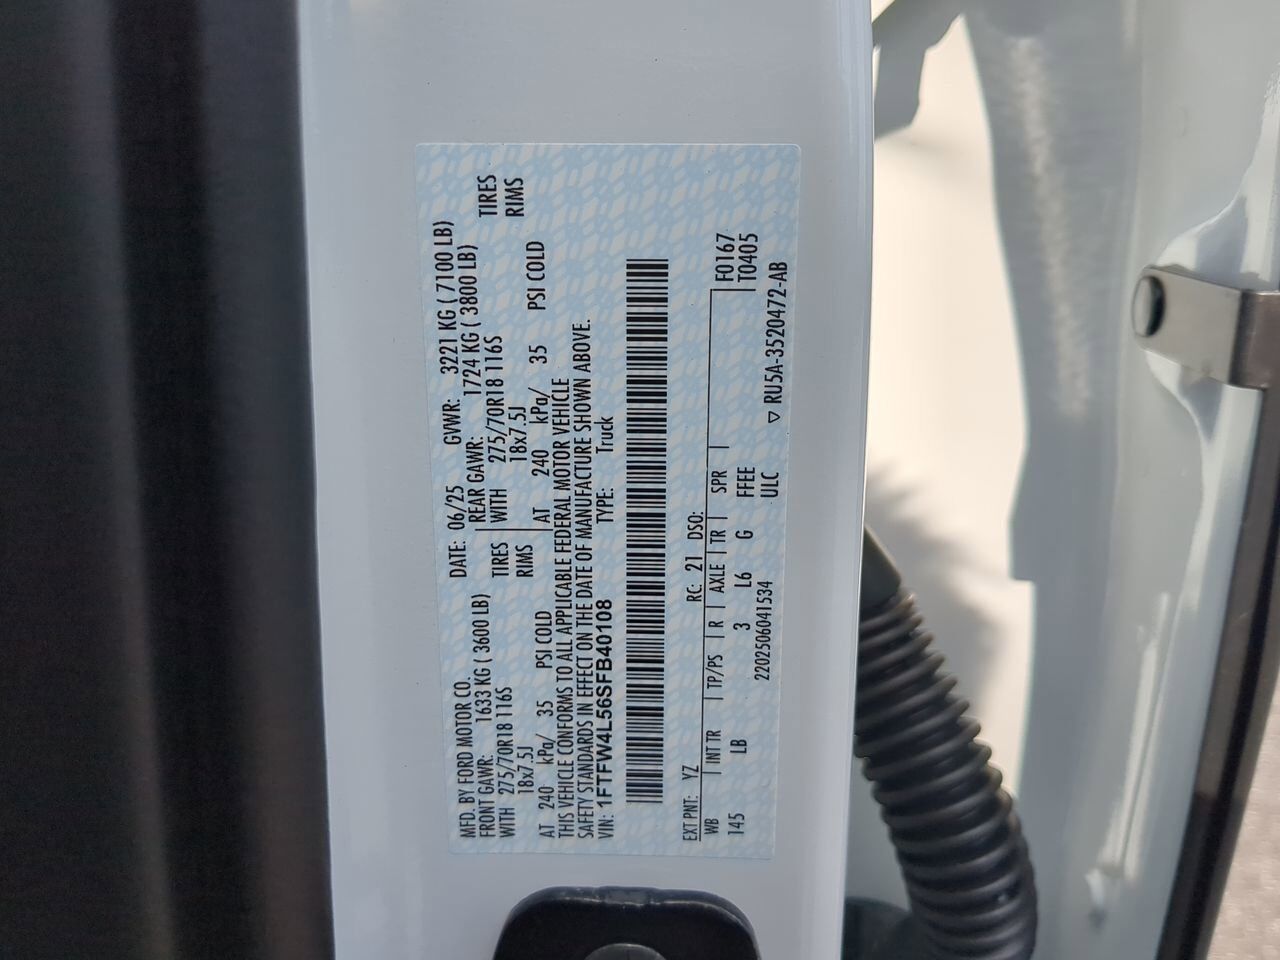 MFD. BY FORD MOTOR CO. DATE: 06/25 GVWR: 3221 KG ( 7100 LB)
FRONT GAWR: 1633 KG ( 3600 LB) REAR GAWR: 1724 KG ( 3800 LB)
WITH 275/70R18 116S TIRES WITH 275/70R18 116S TIRES
18x7.5J RIMS 18x7.5J RIMS
AT 240 kPa/ 35 PSI COLD AT 240 kPa/ 35 PSI COLD
THIS VEHICLE CONFORMS TO ALL APPLICABLE FEDERAL MOTOR VEHICLE
SAFETY STANDARDS IN EFFECT ON THE DATE OF MANUFACTURE SHOWN ABOVE.
VIN: 1FTFW4L56SFB40108 TYPE: Truck
EXT PNT: YZ RC: 21 DSO:
WB INT TR TP/PS R AXLE TR SPR F0167
145 LB 3 L6 G FFEE T0405
2202506041534 ULC ▽ RU5A-3520472-AB